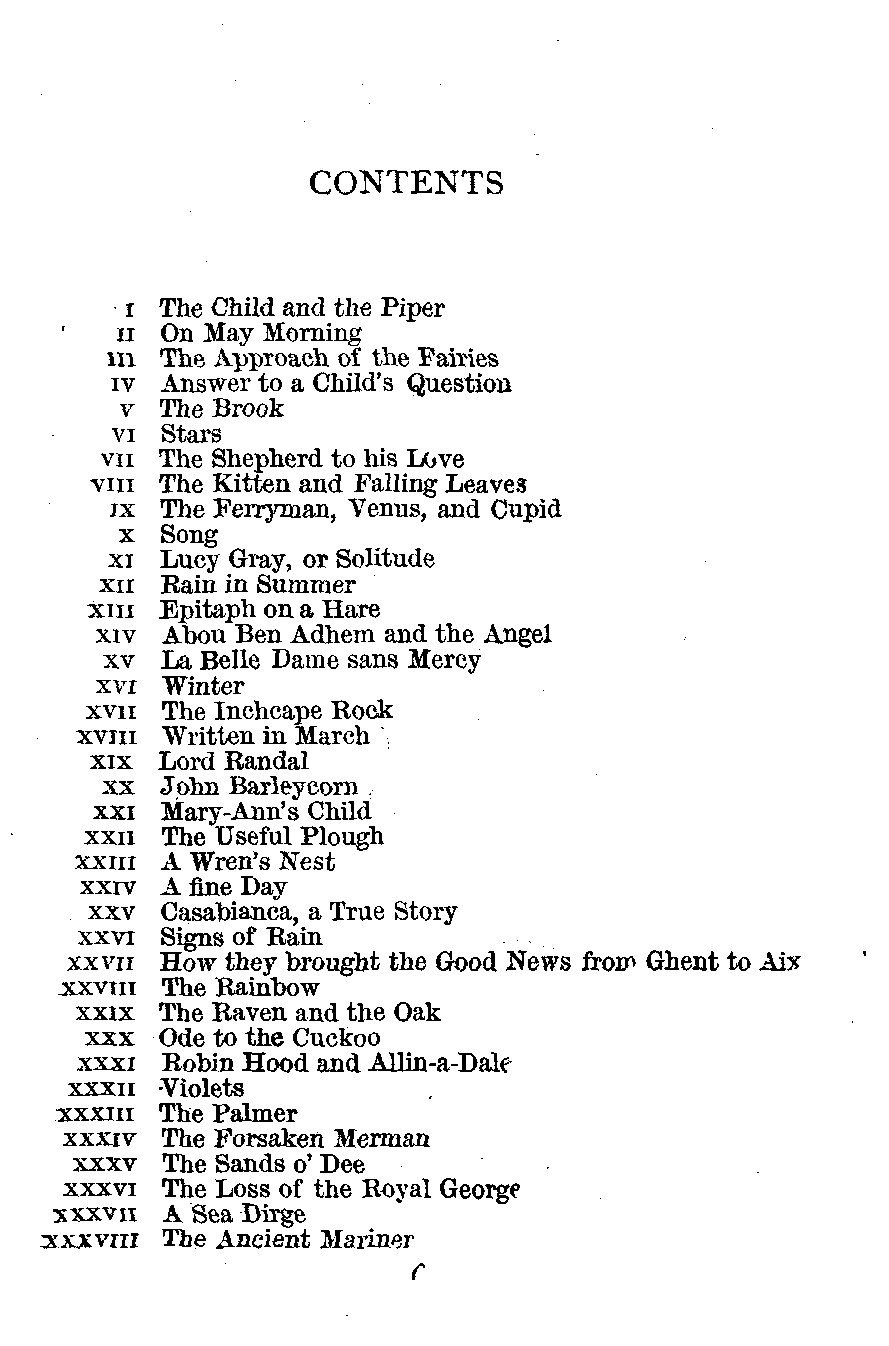 CONTENTS
I The Child and the Piper
II On May Morning
III The Approach of the Fairies
IV Answer to a Child's Question
V The Brook
VI Stars
VII The Shepherd to his Love
VIII The Kitten and Falling Leaves
IX The Ferryman, Venus, and Cupid
X Song
XI Lucy Gray, or Solitude
XII Rain in Summer
XIII Epitaph on a Hare
XIV Abou Ben Adhem and the Angel
XV La Belle Dame sans Mercy
XVI Winter
XVII The Inchcape Rock
XVIII Written in March
XIX Lord Randal
XX John Barleycorn
XXI Mary-Ann's Child
XXII The Useful Plough
XXIII A Wren's Nest
XXIV A fine Day
XXV Casabianca, a True Story
XXVI Signs of Rain
XXVII How they brought the Good News from Ghent to Aix
XXVIII The Rainbow
XXIX The Raven and the Oak
XXX Ode to the Cuckoo
XXXI Robin Hood and Allin-a-Dale
XXXII Violets
XXXIII The Palmer
XXXIV The Forsaken Merman
XXXV The Sands o' Dee
XXXVI The Loss of the Royal George
XXXVII A Sea Dirge
XXXVIII The Ancient Mariner